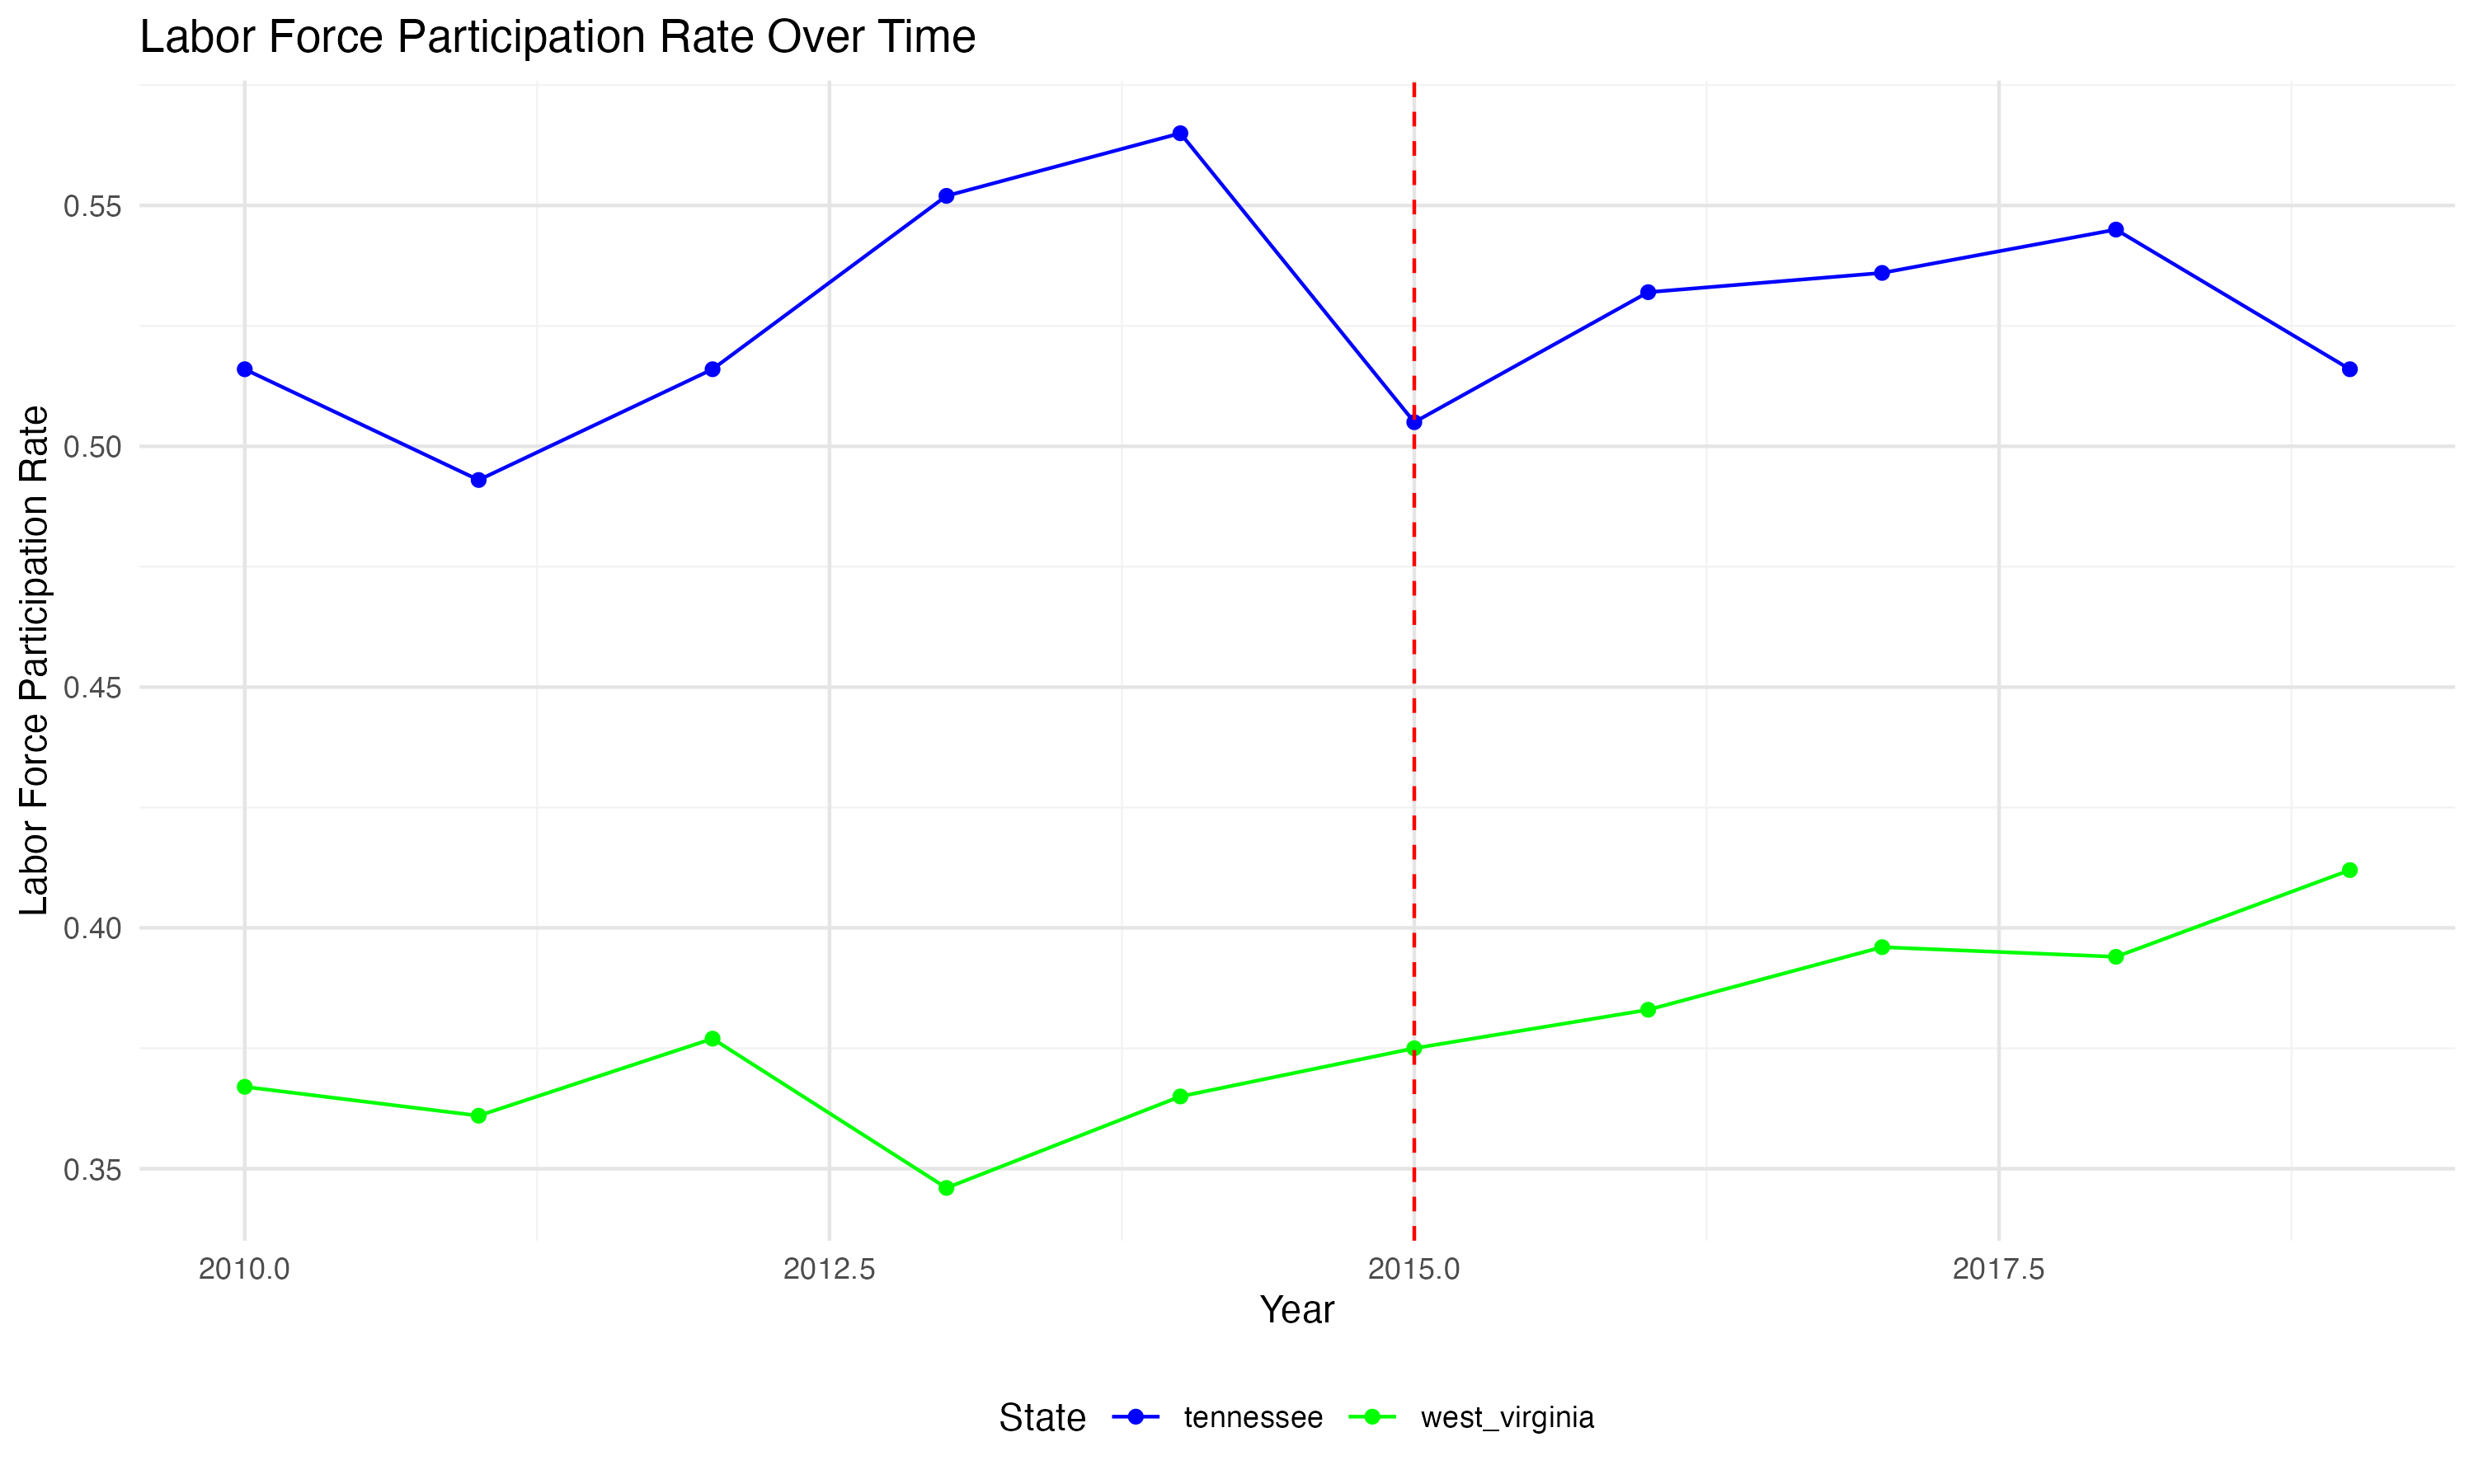 Labor Force Participation Rate Over Time
Labor Force Participation Rate
0.55
0.50
0.45
0.40
0.35
2010.0 2012.5 2015.0 2017.5
Year
State tennessee west_virginia